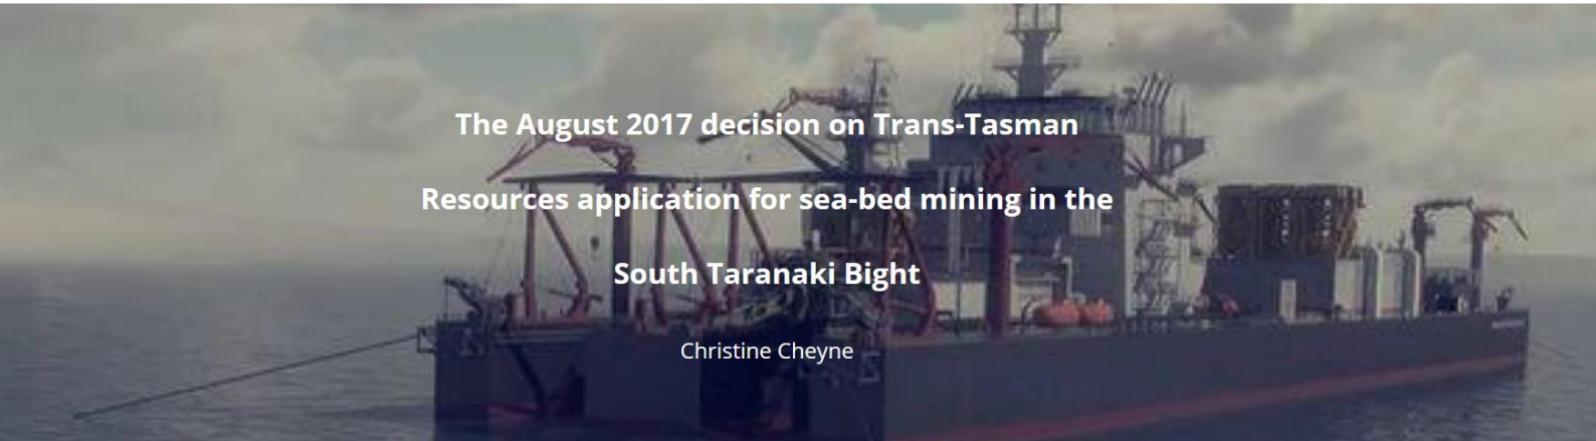 The August 2017 decision on Trans-Tasman
Resources application for sea-bed mining in the
South Taranaki Bight
Christine Cheyne